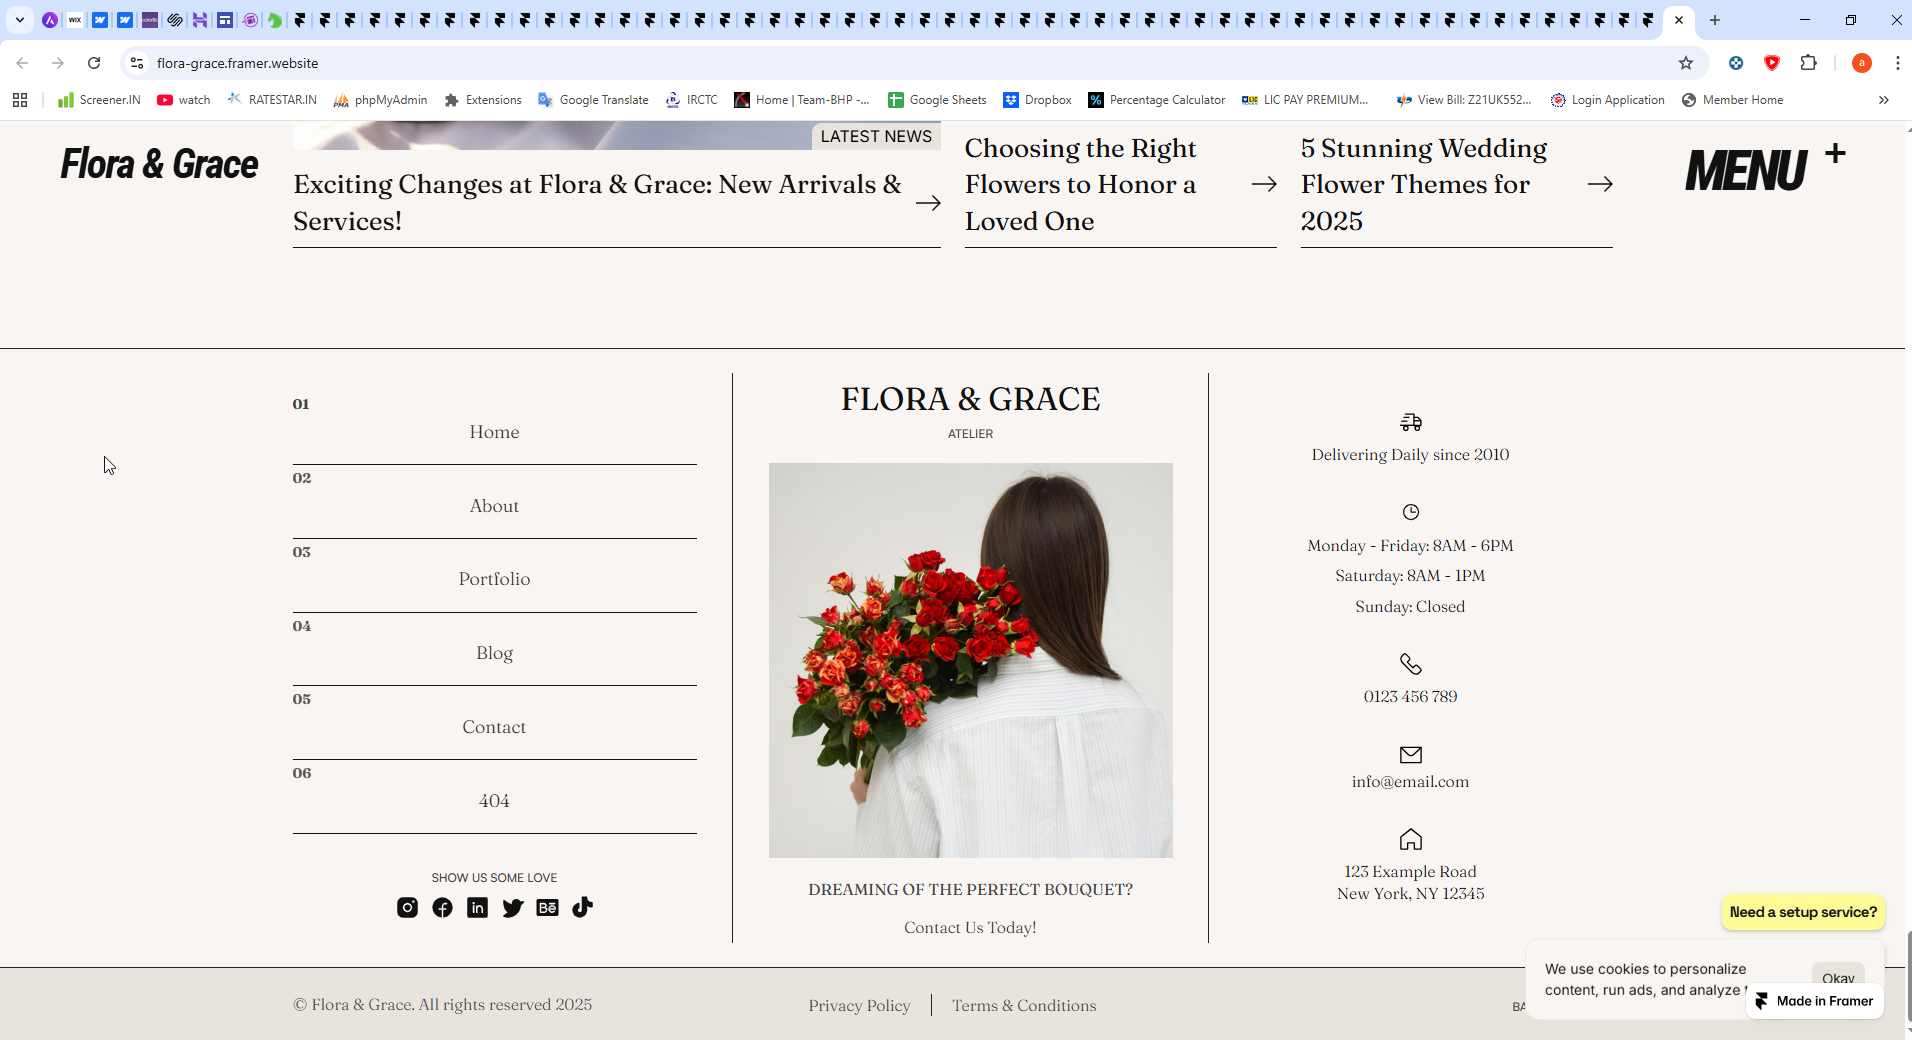 flora-grace.framer.website
a
Screener.IN
watch
RATESTAR.IN
phpMyAdmin
Extensions
Google Translate
IRCTC
Home | Team-BHP -...
Google Sheets
Dropbox
Percentage Calculator
LIC PAY PREMIUM...
View Bill: Z21UK552...
Login Application
Member Home
Flora & Grace
LATEST NEWS
Exciting Changes at Flora & Grace: New Arrivals &
Services!
Choosing the Right
Flowers to Honor a
Loved One
5 Stunning Wedding
Flower Themes for
2025
MENU +
01
Home
02
About
03
Portfolio
04
Blog
05
Contact
06
404
SHOW US SOME LOVE
FLORA & GRACE
ATELIER
DREAMING OF THE PERFECT BOUQUET?
Contact Us Today!
Delivering Daily since 2010
Monday - Friday: 8AM - 6PM
Saturday: 8AM - 1PM
Sunday: Closed
0123 456 789
info@email.com
123 Example Road
New York, NY 12345
Need a setup service?
We use cookies to personalize
content, run ads, and analyze
Okay
Made in Framer
© Flora & Grace. All rights reserved 2025
Privacy Policy
Terms & Conditions